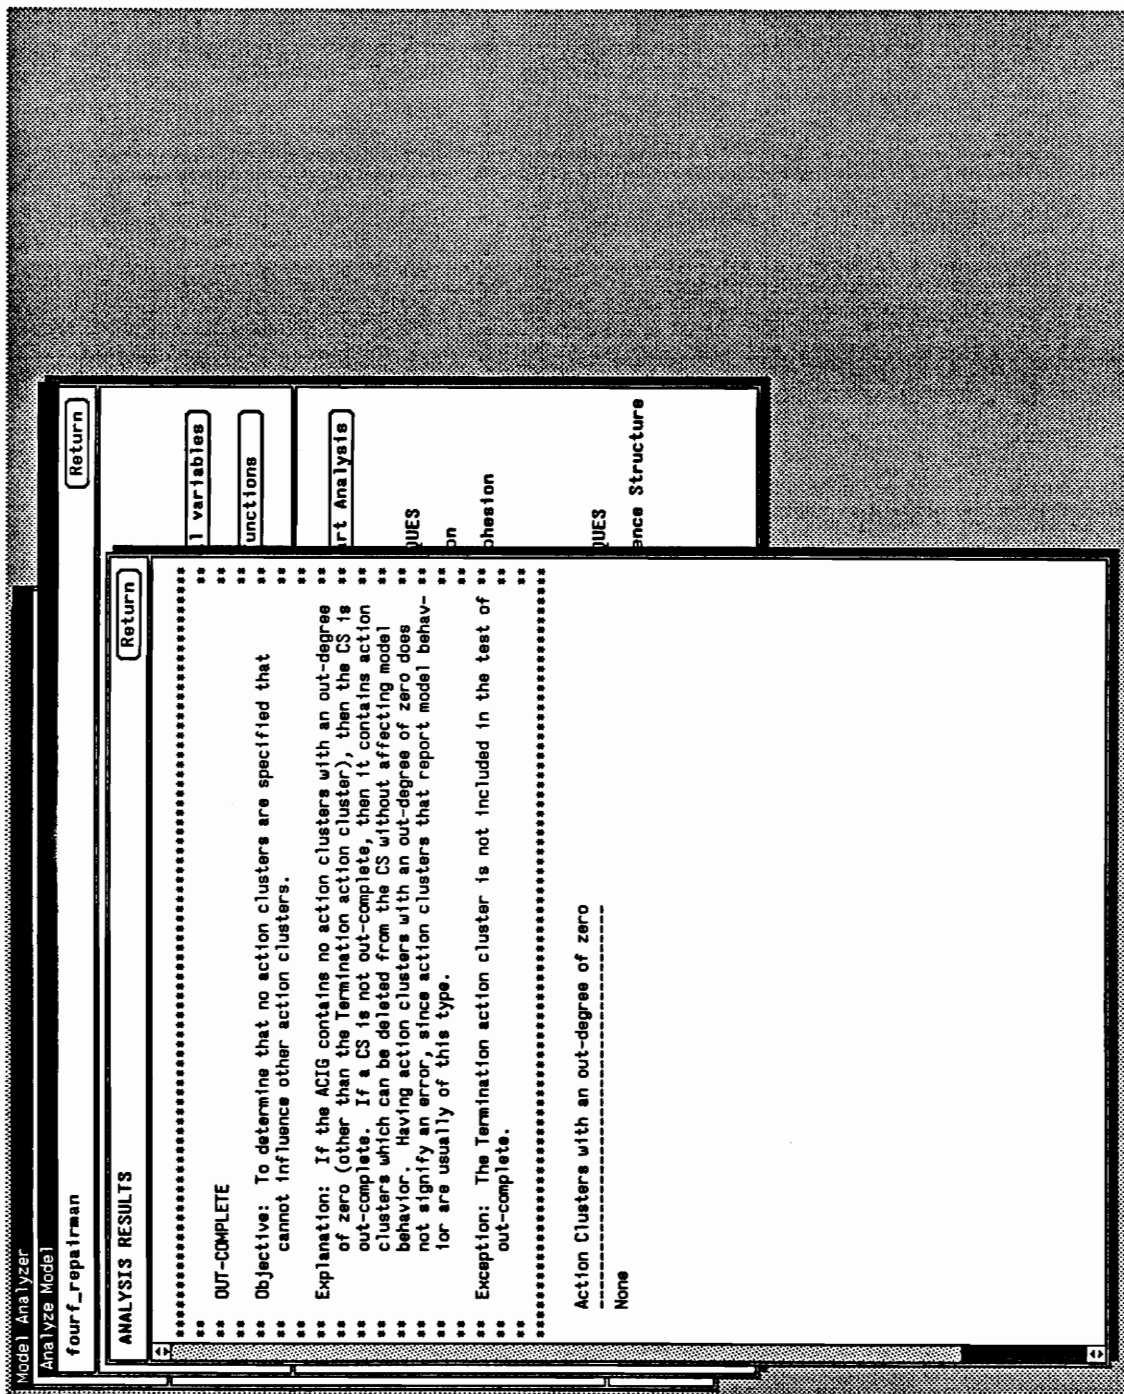 Model Analyzer
Analyze Model
fourf_repairman Return
l variables
unctions
rt Analysis
QUES
on
ohesion
QUES
ence Structure
ANALYSIS RESULTS Return
**********************************************************************
** **
** OUT-COMPLETE **
** **
** Objective: To determine that no action clusters are specified that **
** cannot influence other action clusters. **
** **
** Explanation: If the ACIG contains no action clusters with an out-degree **
** of zero (other than the Termination action cluster), then the CS is **
** out-complete. If a CS is not out-complete, then it contains action **
** clusters which can be deleted from the CS without affecting model **
** behavior. Having action clusters with an out-degree of zero does **
** not signify an error, since action clusters that report model behav- **
** ior are usually of this type. **
** **
** Exception: The Termination action cluster is not included in the test of **
** out-complete. **
** **
**********************************************************************
Action Clusters with an out-degree of zero
------------------------------------------
None